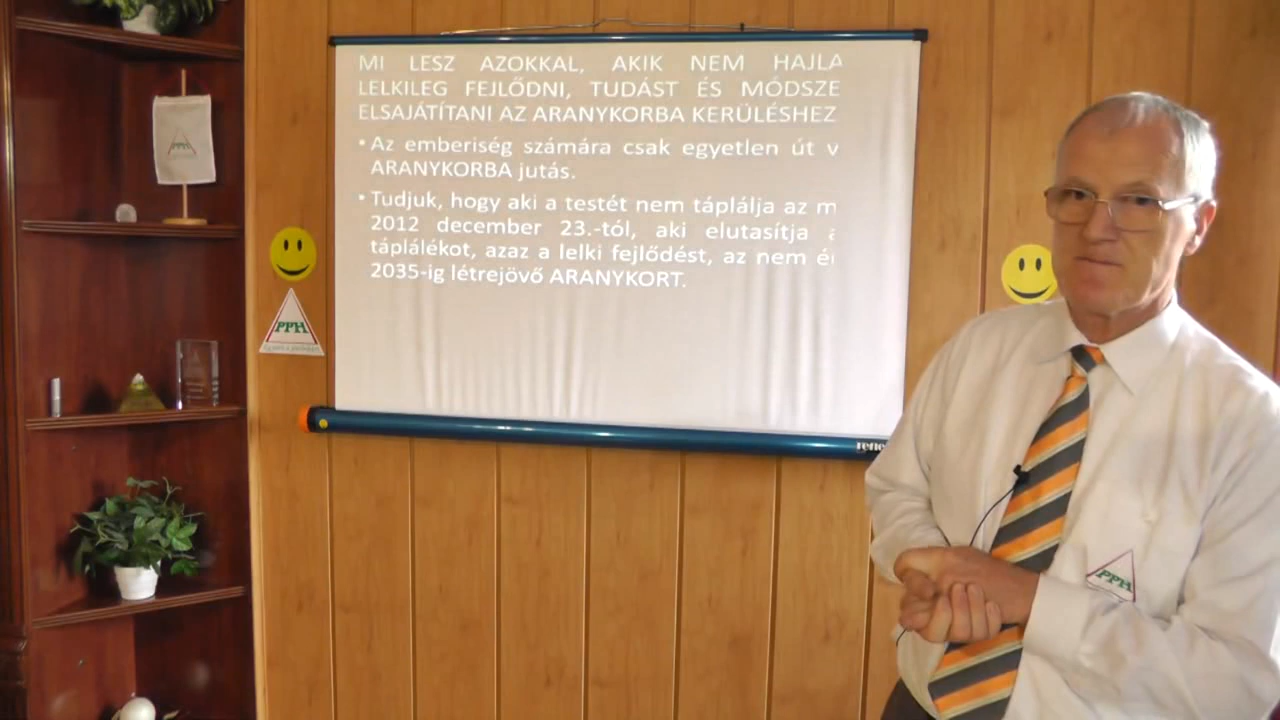 MI LESZ AZOKKAL, AKIK NEM HAJLA
LELKILEG FEJLŐDNI, TUDÁST ÉS MÓDSZE
ELSAJÁTÍTANI AZ ARANYKORBA KERÜLÉSHEZ
• Az emberiség számára csak egyetlen út v
ARANYKORBA jutás.
• Tudjuk, hogy aki a testét nem táplálja az m
2012 december 23.-tól, aki elutasítja a
táplálékot, azaz a lelki fejlődést, az nem ér
2035-ig létrejövő ARANYKORT.
PPH
PPH